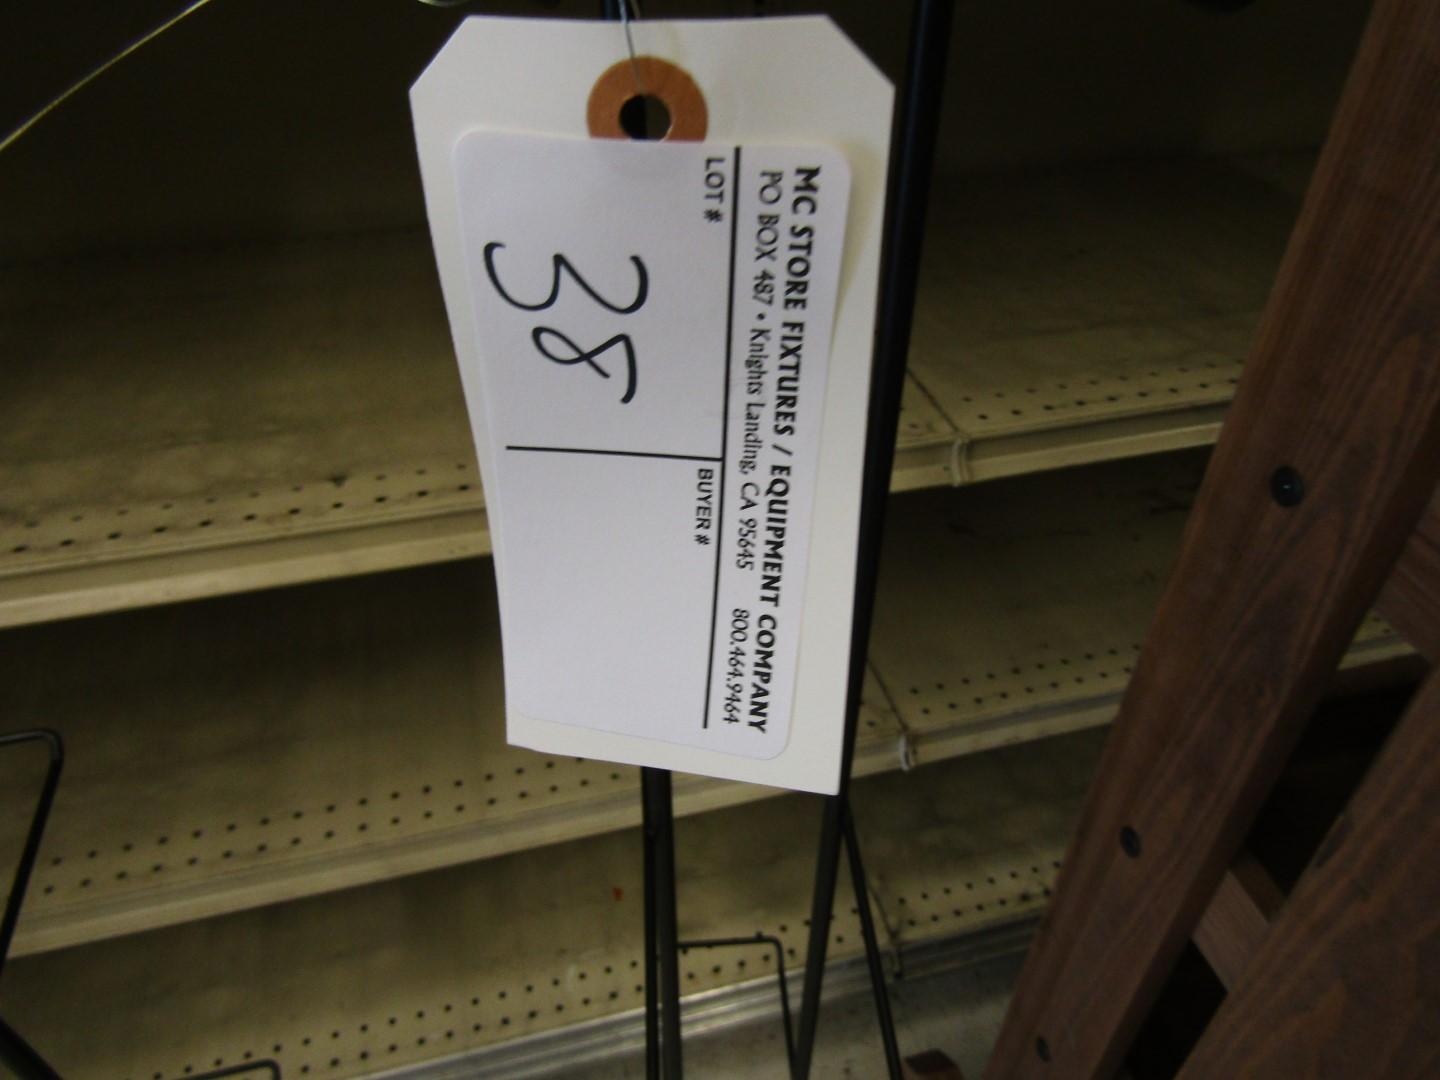 MC STORE FIXTURES / EQUIPMENT COMPANY
PO BOX 487 • Knights Landing, CA 95645 800.464.9464
LOT # BUYER #
38